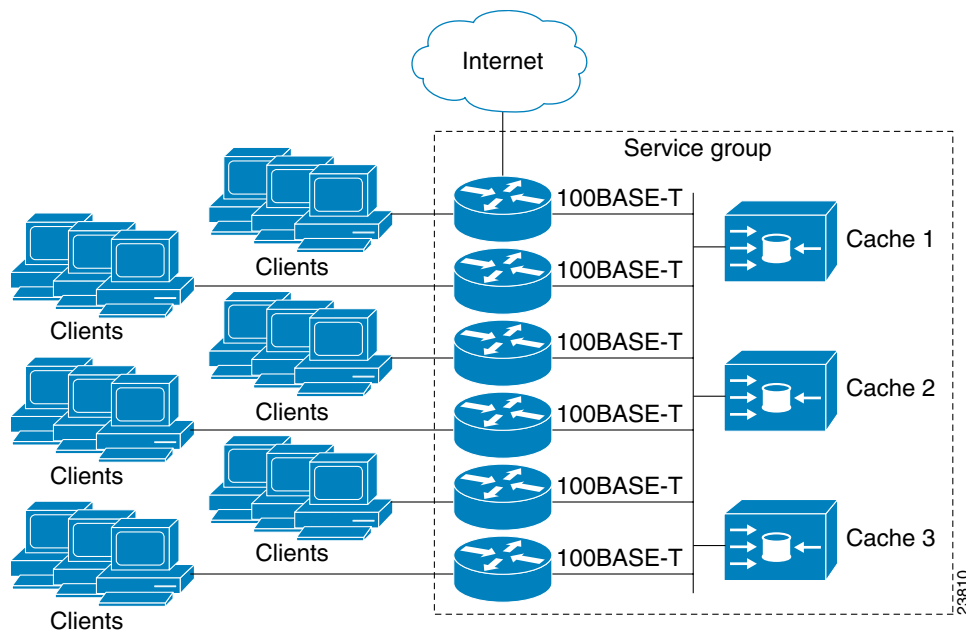 Internet
Service group
100BASE-T
Cache 1
Clients
100BASE-T
Clients
100BASE-T
Cache 2
Clients
100BASE-T
Clients
100BASE-T
Cache 3
Clients
100BASE-T
Clients
23810